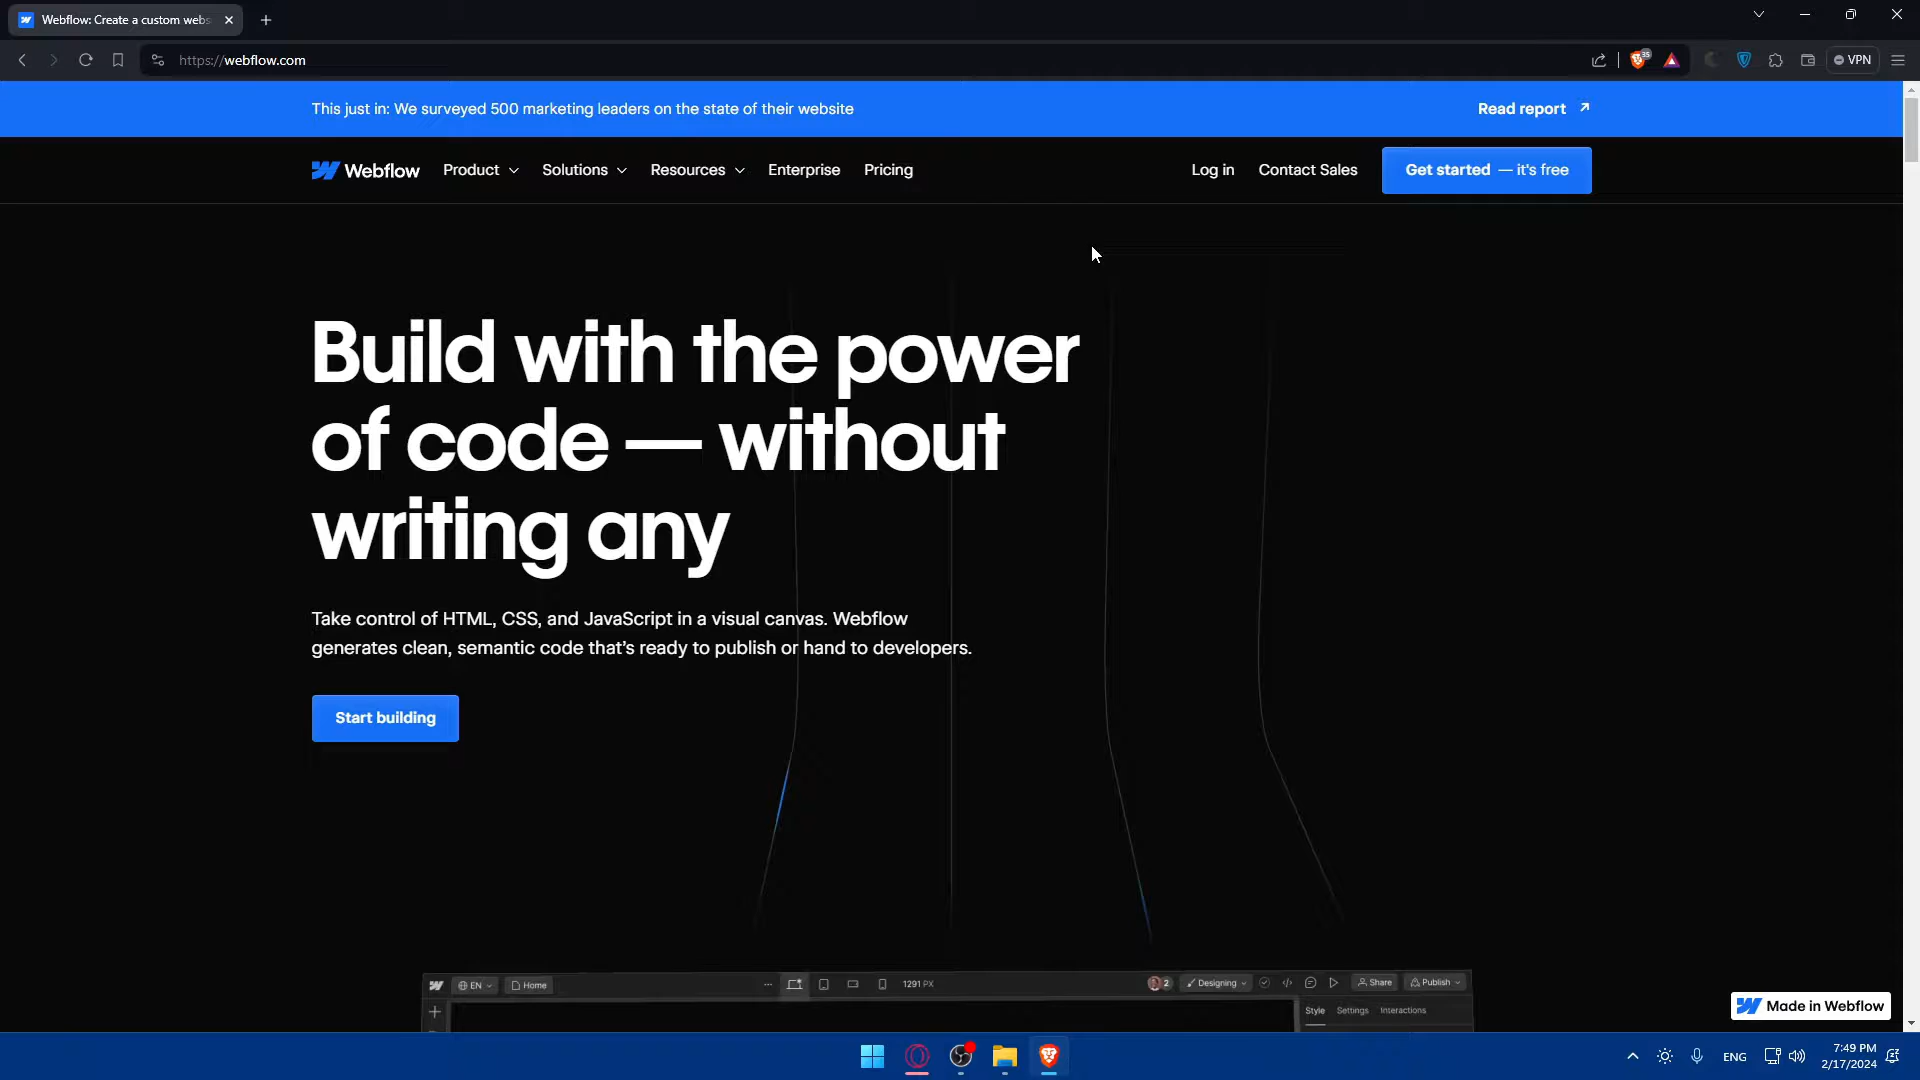 Webflow: Create a custom webs
https://webflow.com
35
VPN
This just in: We surveyed 500 marketing leaders on the state of their website
Read report
Webflow
Product
Solutions
Resources
Enterprise
Pricing
Log in
Contact Sales
Get started — it's free
Build with the power
of code — without
writing any
Take control of HTML, CSS, and JavaScript in a visual canvas. Webflow
generates clean, semantic code that's ready to publish or hand to developers.
Start building
EN
Home
1291 PX
2
Designing
Share
Publish
Style
Settings
Interactions
Made in Webflow
ENG
7:49 PM
2/17/2024